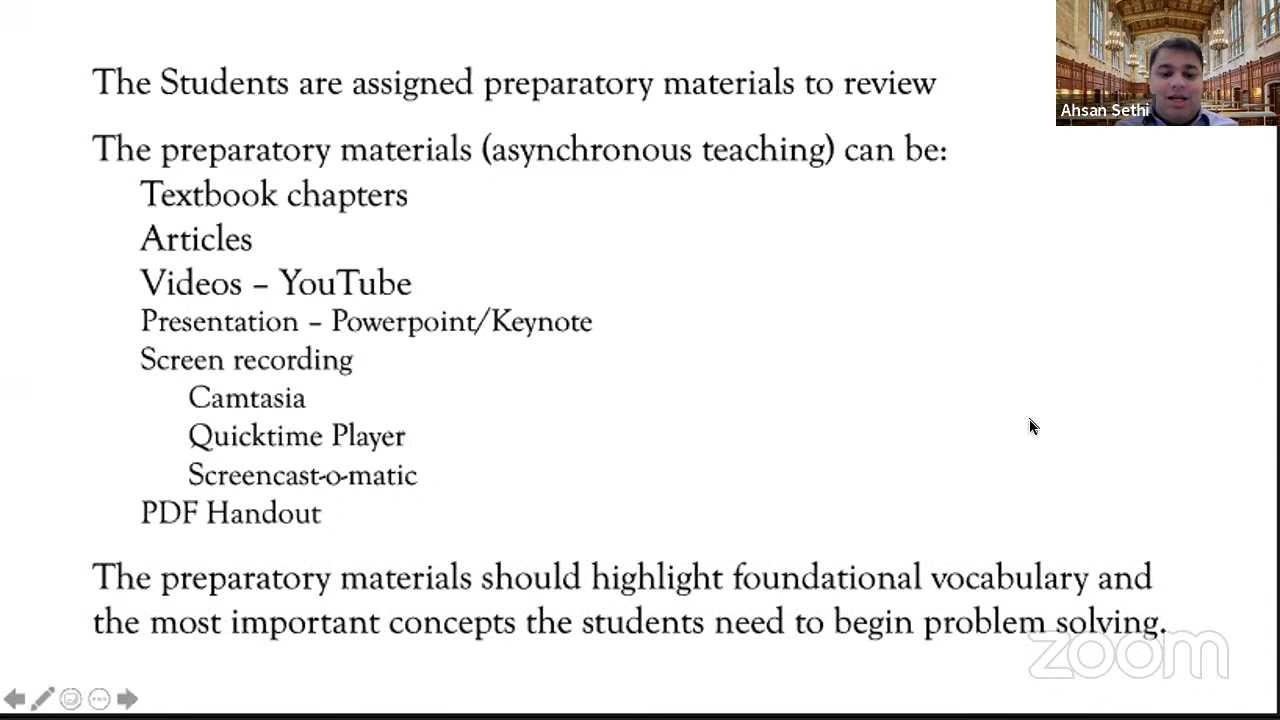 The Students are assigned preparatory materials to review
Ahsan Sethi
The preparatory materials (asynchronous teaching) can be:
Textbook chapters
Articles
Videos – YouTube
Presentation – Powerpoint/Keynote
Screen recording
Camtasia
Quicktime Player
Screencast-o-matic
PDF Handout
The preparatory materials should highlight foundational vocabulary and
the most important concepts the students need to begin problem solving.
zoom